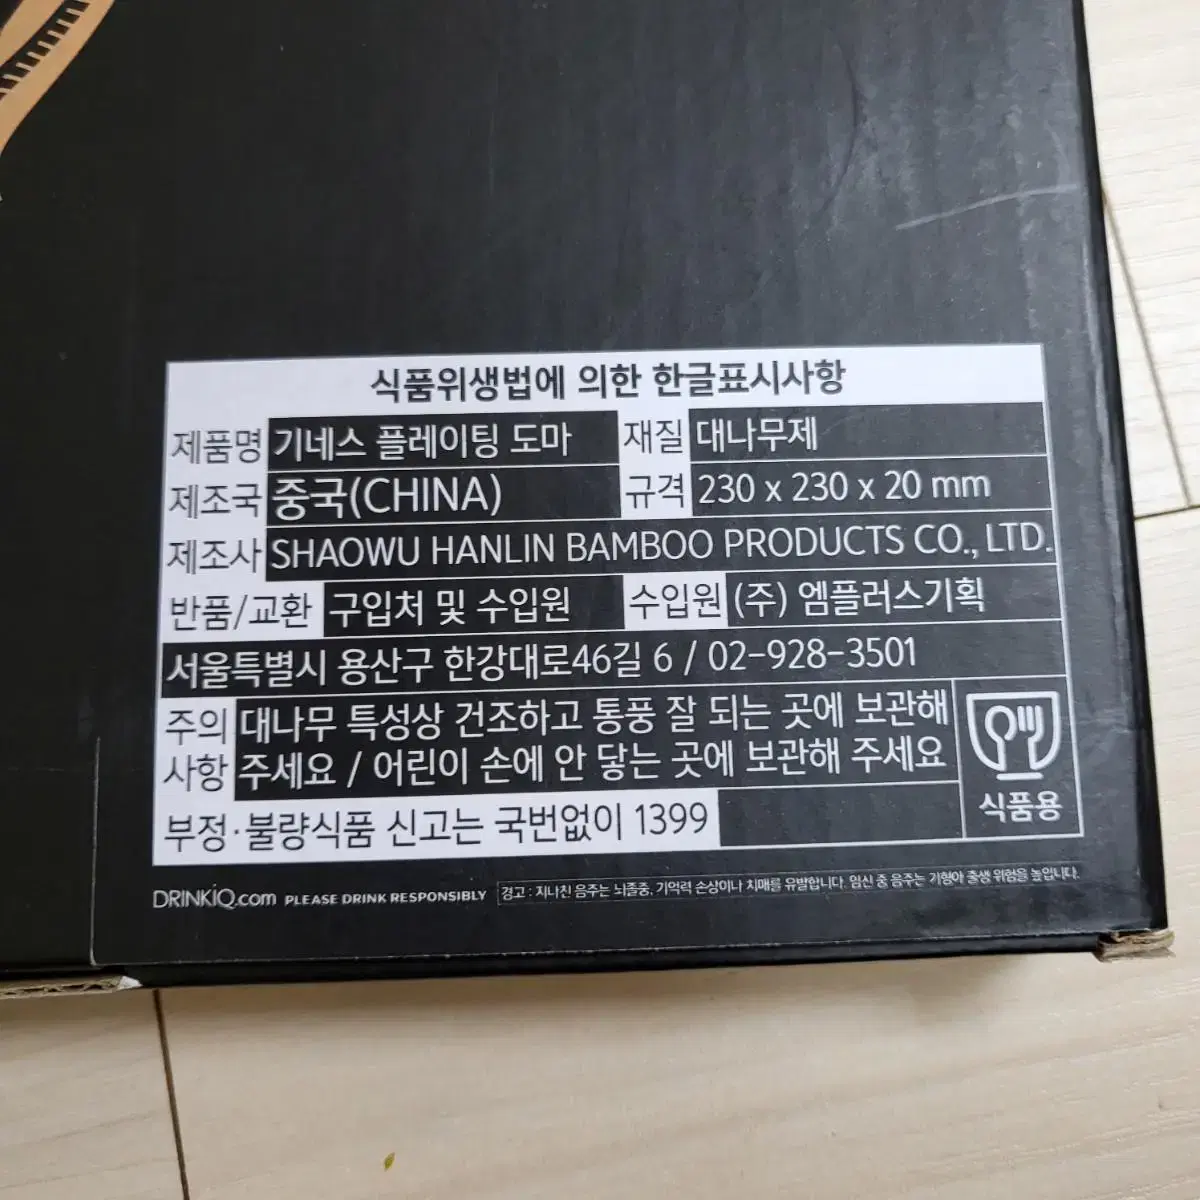 식품위생법에 의한 한글표시사항
제품명 기네스 플레이팅 도마 재질 대나무제
제조국 중국(CHINA) 규격 230 x 230 x 20 mm
제조사 SHAOWU HANLIN BAMBOO PRODUCTS CO., LTD.
반품/교환 구입처 및 수입원 수입원 (주) 엠플러스기획
서울특별시 용산구 한강대로46길 6 / 02-928-3501
주의 대나무 특성상 건조하고 통풍 잘 되는 곳에 보관해
사항 주세요 / 어린이 손에 안 닿는 곳에 보관해 주세요
식품용
부정·불량식품 신고는 국번없이 1399
DRINKiQ.com PLEASE DRINK RESPONSIBLY 경고 : 지나친 음주는 뇌졸중, 기억력 손상이나 치매를 유발합니다. 임신 중 음주는 기형아 출생 위험을 높입니다.